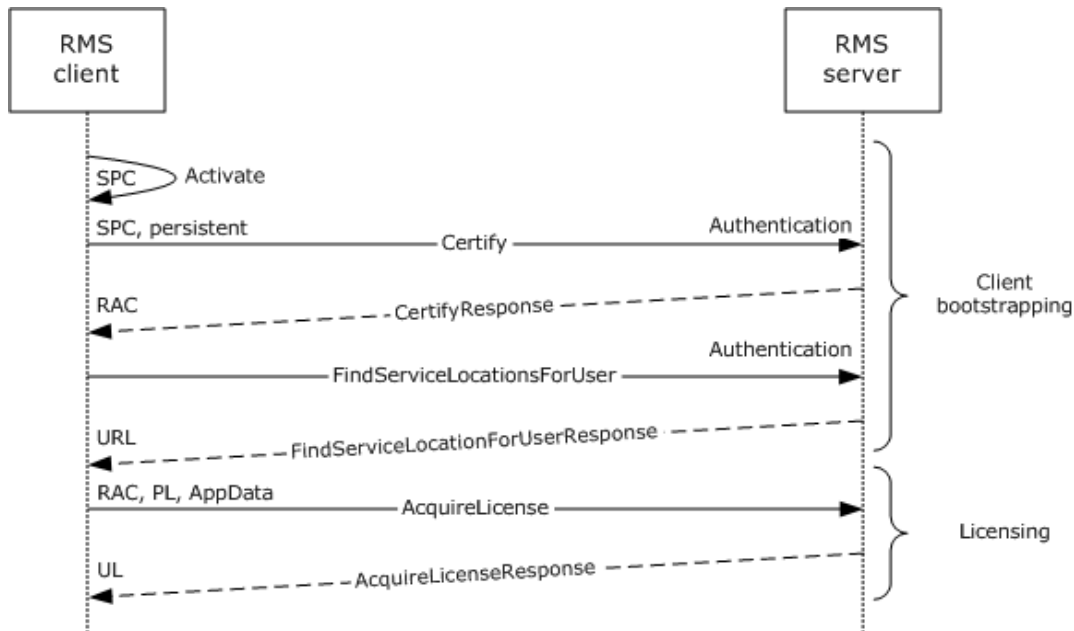 RMS
client
RMS
server
SPC
Activate
SPC, persistent
Certify
Authentication
RAC
CertifyResponse
Client
bootstrapping
Authentication
FindServiceLocationsForUser
URL
FindServiceLocationForUserResponse
RAC, PL, AppData
AcquireLicense
Licensing
UL
AcquireLicenseResponse